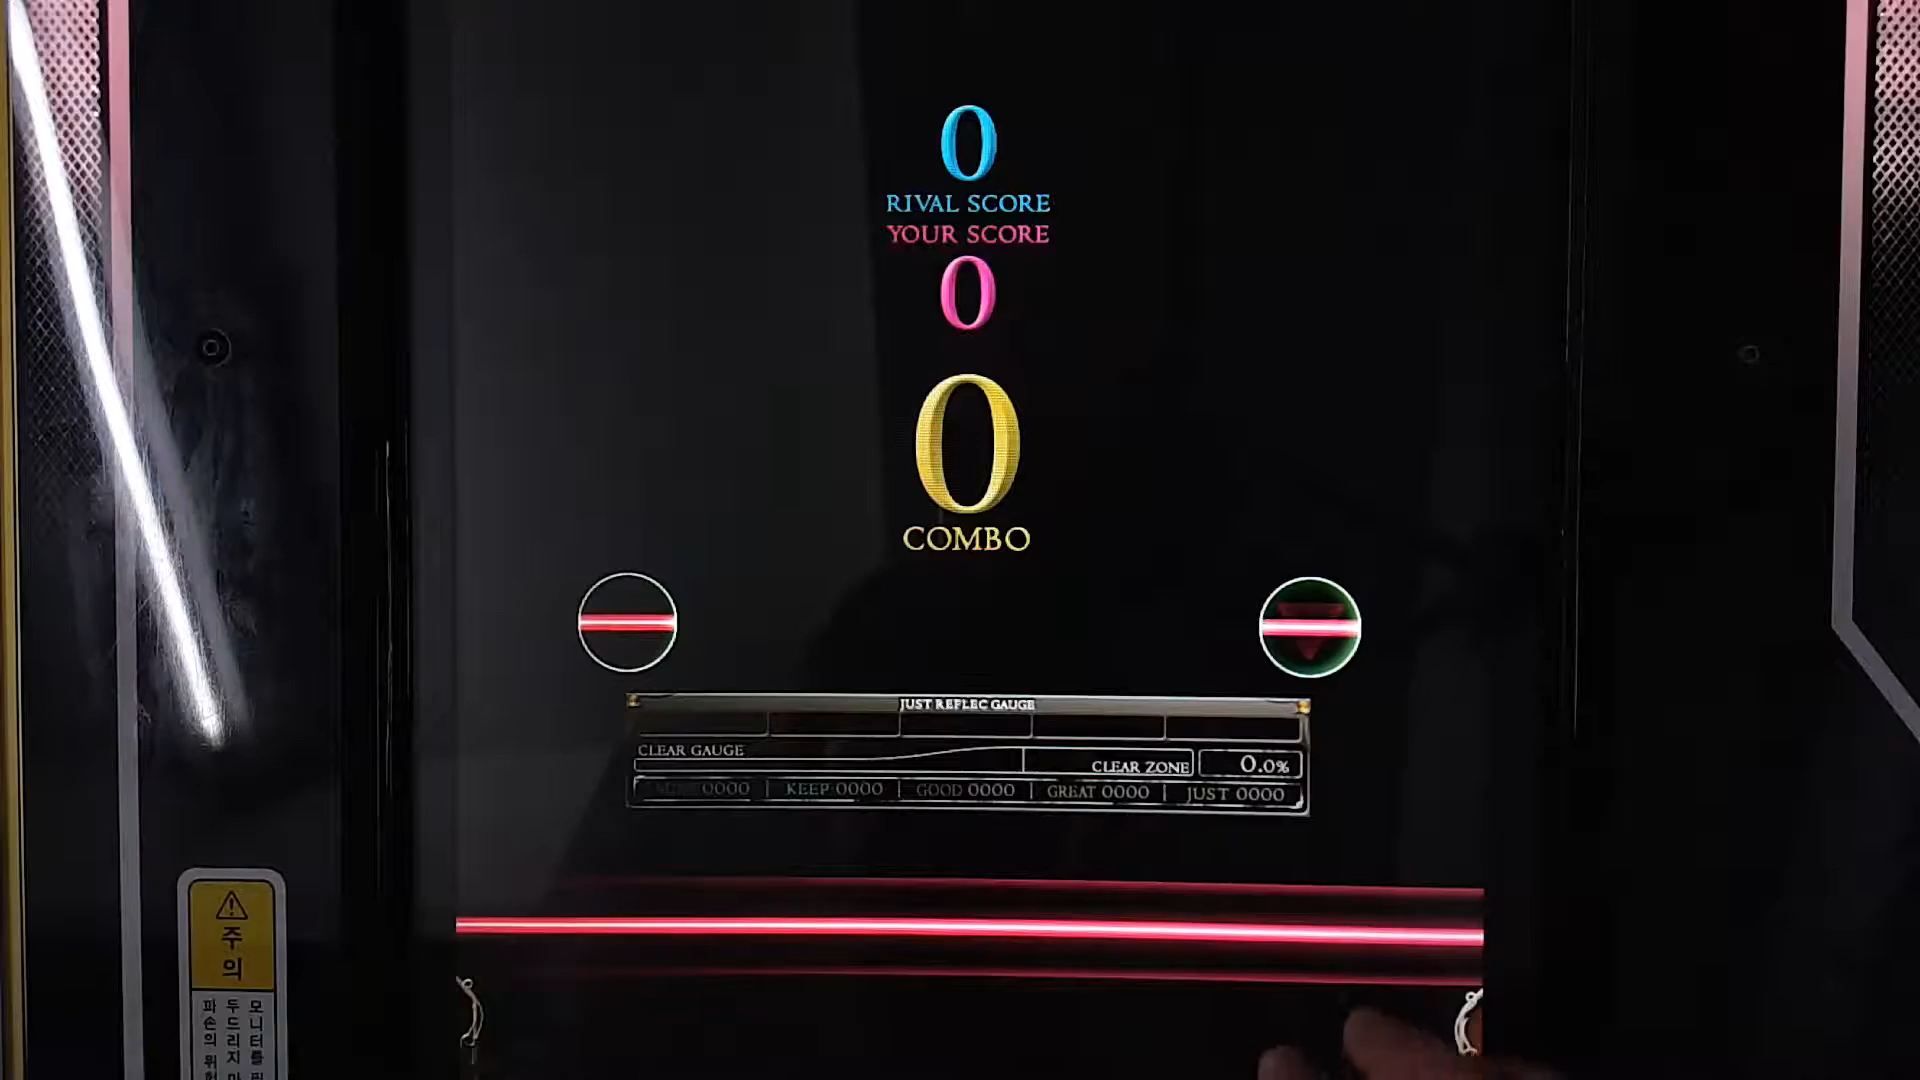 0
RIVAL SCORE
YOUR SCORE
0
0
COMBO
JUST REFLEC GAUGE
CLEAR GAUGE
CLEAR ZONE 0.0%
0000 | KEEP 0000 | GOOD 0000 | GREAT 0000 | JUST 0000
주의
모니터를
두드리지 마
파손의 위험